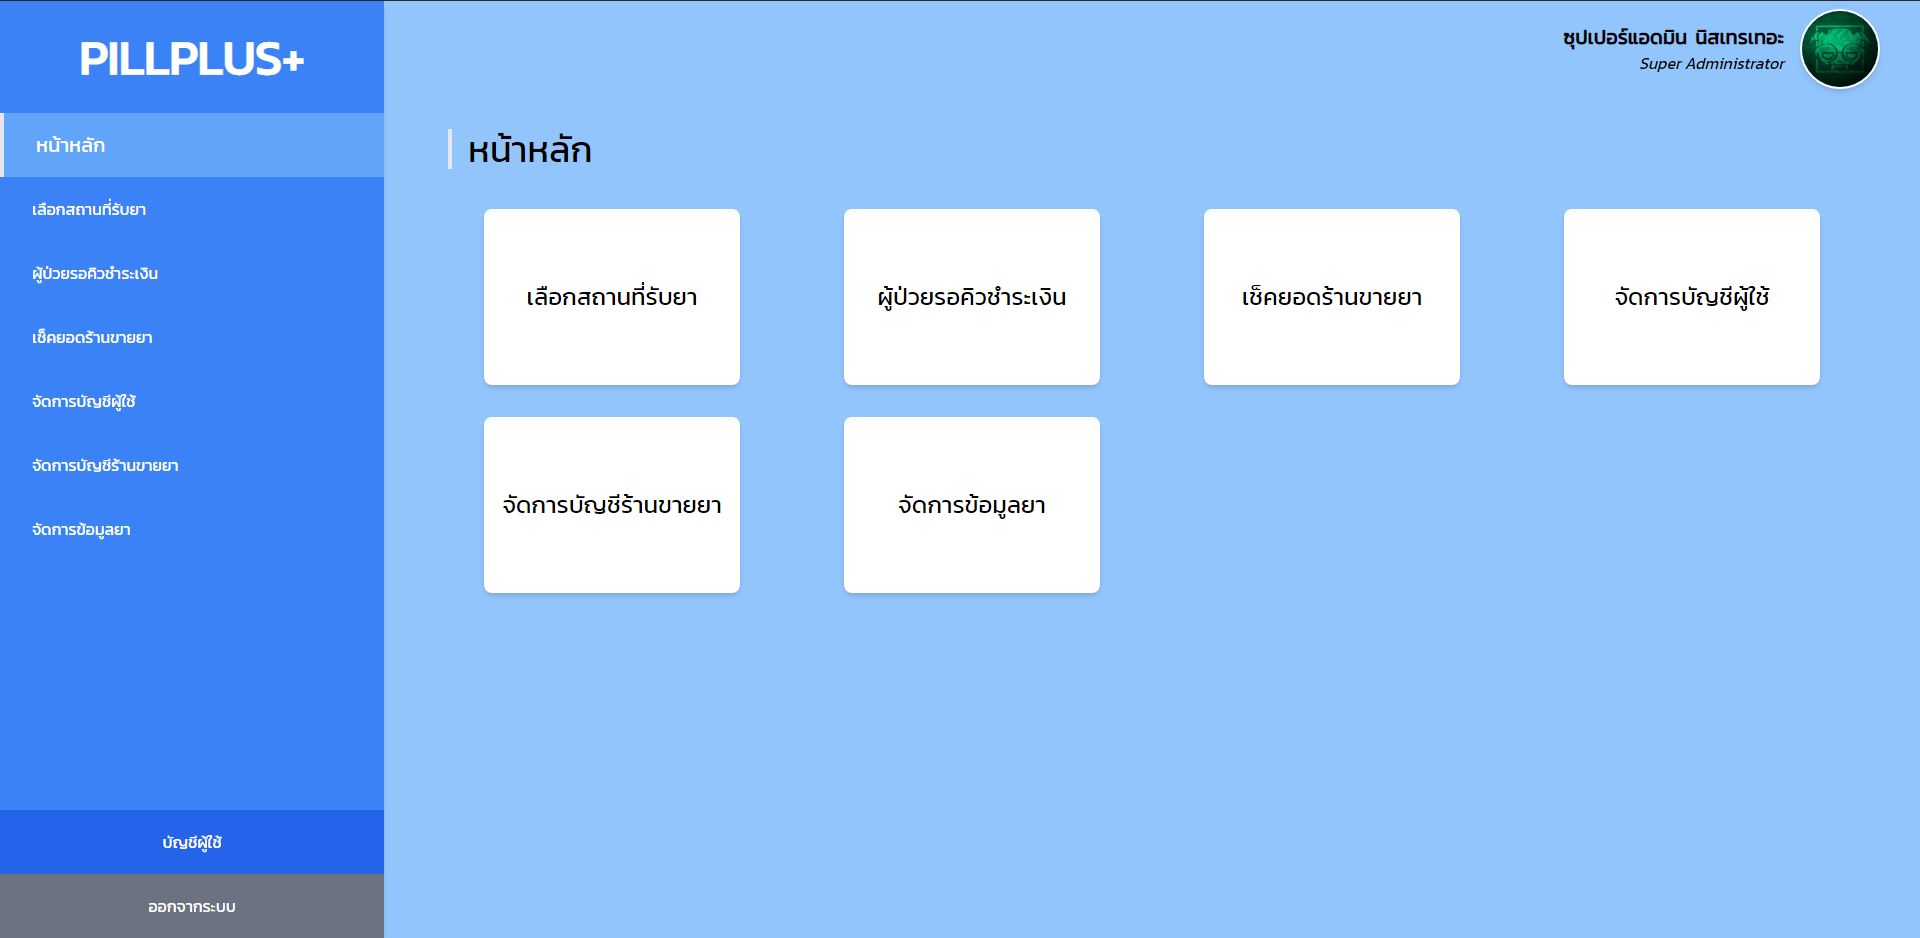 PILLPLUS+
หน้าหลัก
เลือกสถานที่รับยา
ผู้ป่วยรอคิวชำระเงิน
เช็คยอดร้านขายยา
จัดการบัญชีผู้ใช้
จัดการบัญชีร้านขายยา
จัดการข้อมูลยา
บัญชีผู้ใช้
ออกจากระบบ
ซุปเปอร์แอดมิน นิสเทรเทอะ
Super Administrator
หน้าหลัก
เลือกสถานที่รับยา
ผู้ป่วยรอคิวชำระเงิน
เช็คยอดร้านขายยา
จัดการบัญชีผู้ใช้
จัดการบัญชีร้านขายยา
จัดการข้อมูลยา